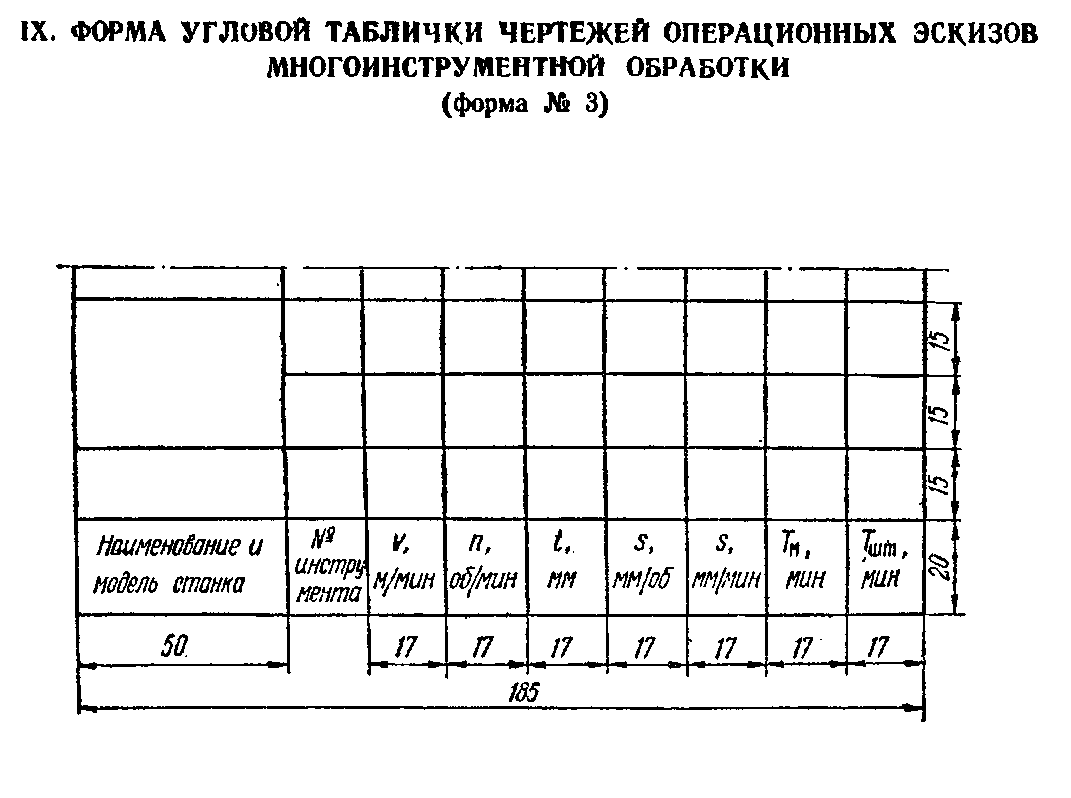 IX. ФОРМА УГЛОВОЙ ТАБЛИЧКИ ЧЕРТЕЖЕЙ ОПЕРАЦИОННЫХ ЭСКИЗОВ
МНОГОИНСТРУМЕНТНОЙ ОБРАБОТКИ
(форма № 3)
15
15
15
Наименование и
модель станка
№
инстру
мента
v,
м/мин
n,
об/мин
t,
мм
s,
мм/об
s,
мм/мин
Tм,
мин
Tшт,
мин
20
50
17
17
17
17
17
17
17
185